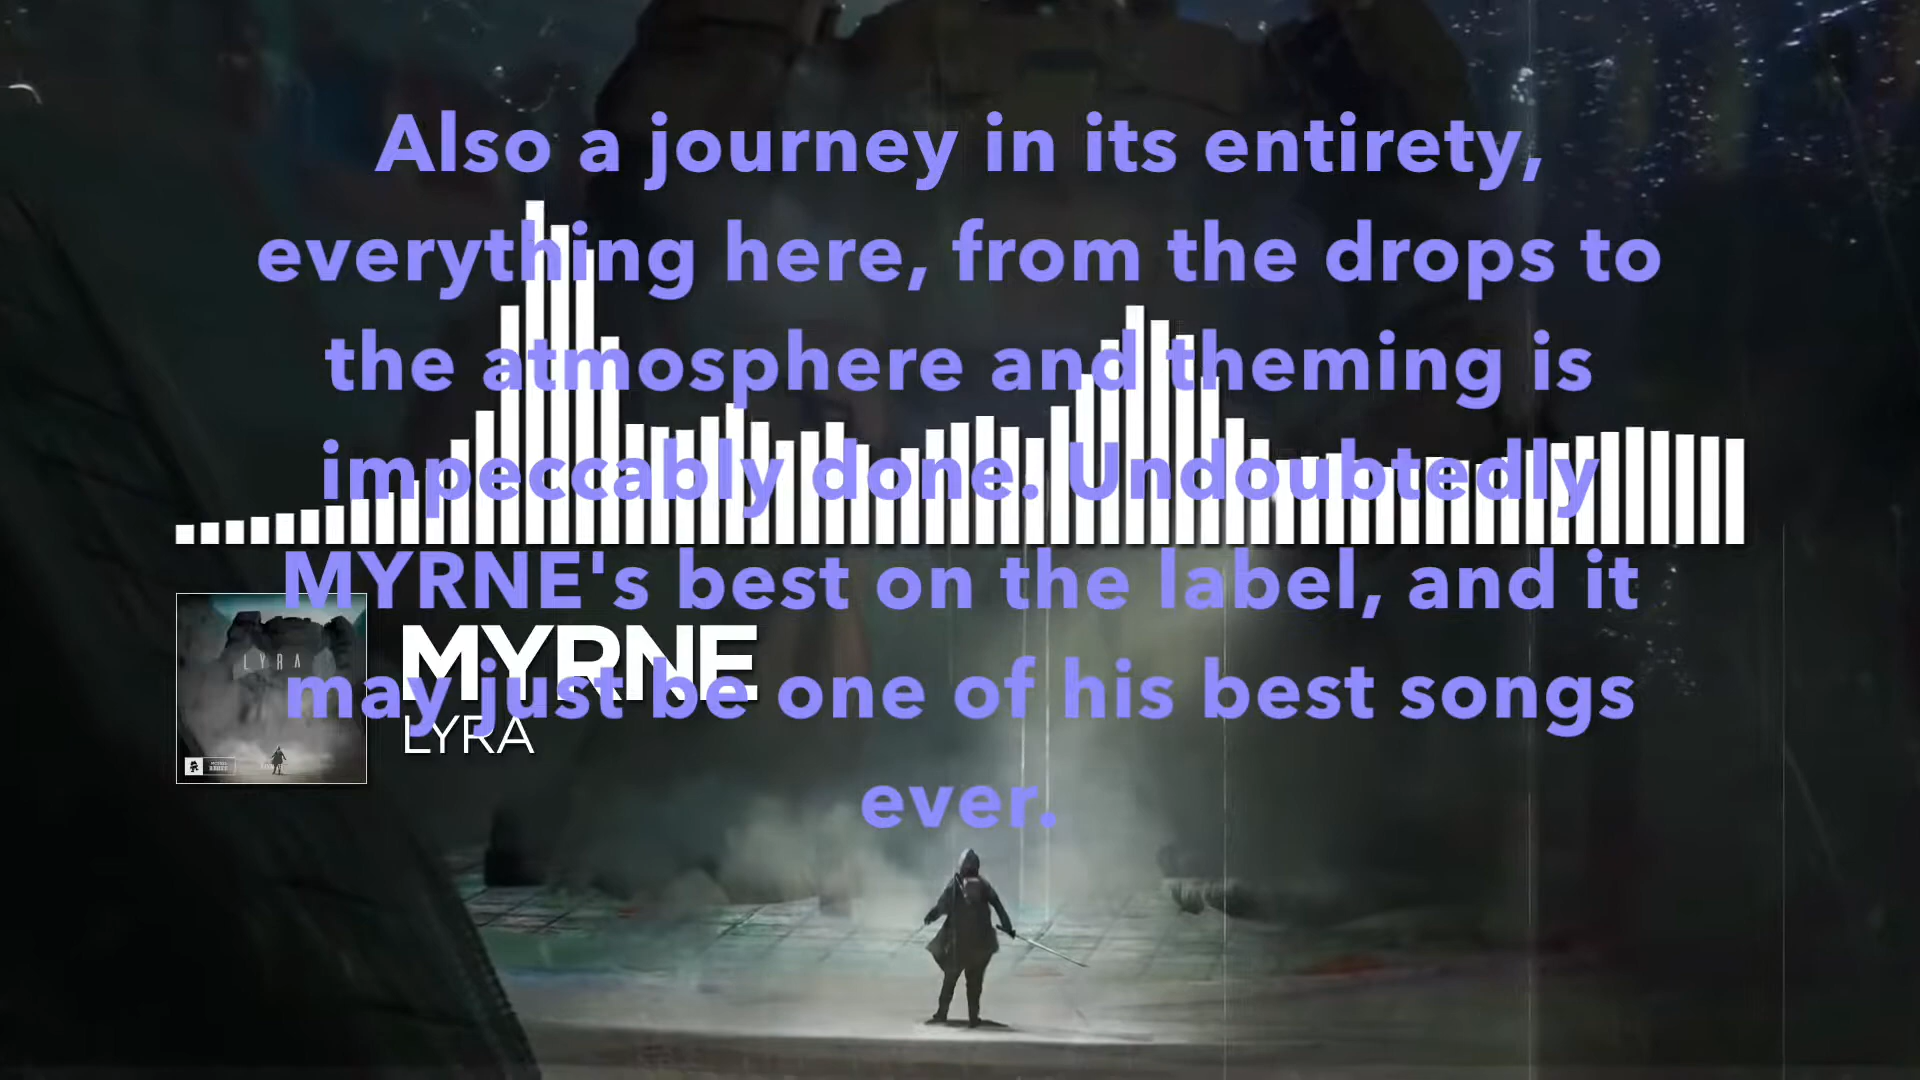 Also a journey in its entirety,
everything here, from the drops to
the atmosphere and theming is
impeccably done. Undoubtedly
MYRNE's best on the label, and it
may just be one of his best songs
ever.
LYRA
MYRNE
LYRA